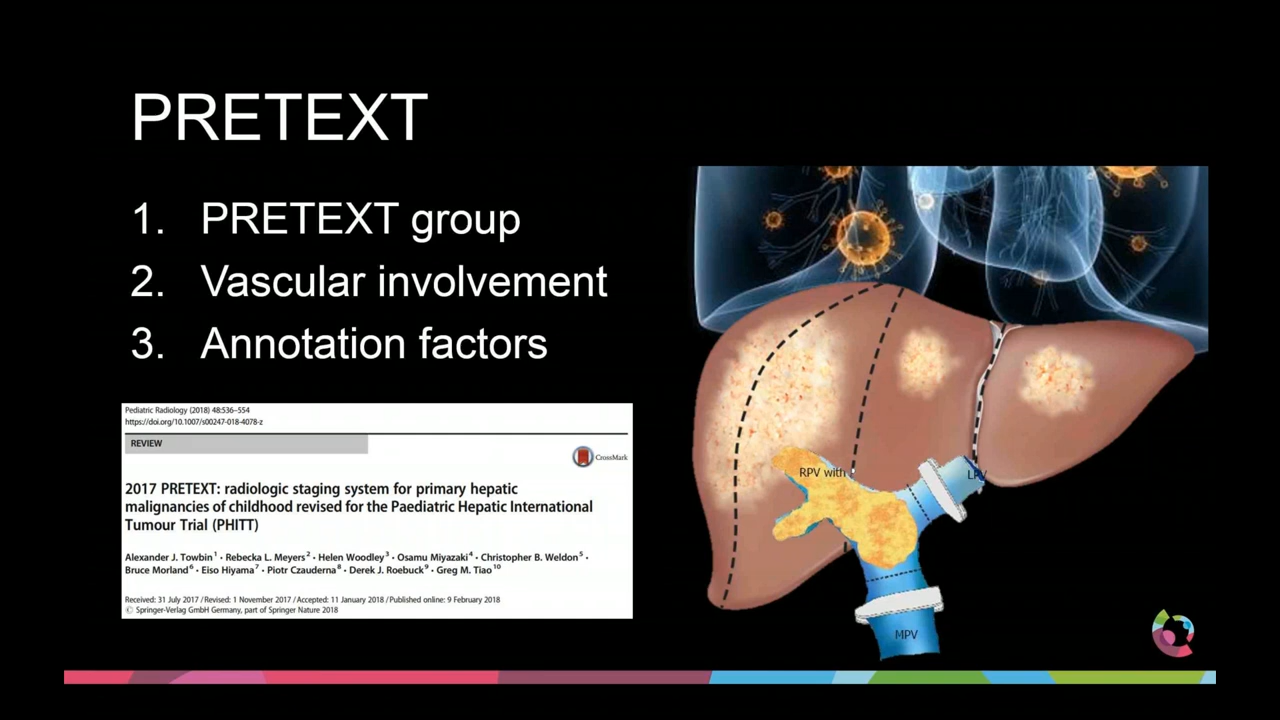 PRETEXT
1. PRETEXT group
2. Vascular involvement
3. Annotation factors
Pediatric Radiology (2018) 48:536–554
https://doi.org/10.1007/s00247-018-4078-z
REVIEW
CrossMark
2017 PRETEXT: radiologic staging system for primary hepatic
malignancies of childhood revised for the Paediatric Hepatic International
Tumour Trial (PHITT)
Alexander J. Towbin1 · Rebecka L. Meyers2 · Helen Woodley3 · Osamu Miyazaki4 · Christopher B. Weldon5 ·
Bruce Morland6 · Eiso Hiyama7 · Piotr Czauderna8 · Derek J. Roebuck9 · Greg M. Tiao10
Received: 31 July 2017 / Revised: 1 November 2017 / Accepted: 11 January 2018 / Published online: 9 February 2018
© Springer-Verlag GmbH Germany, part of Springer Nature 2018
RPV with
LPV
MPV